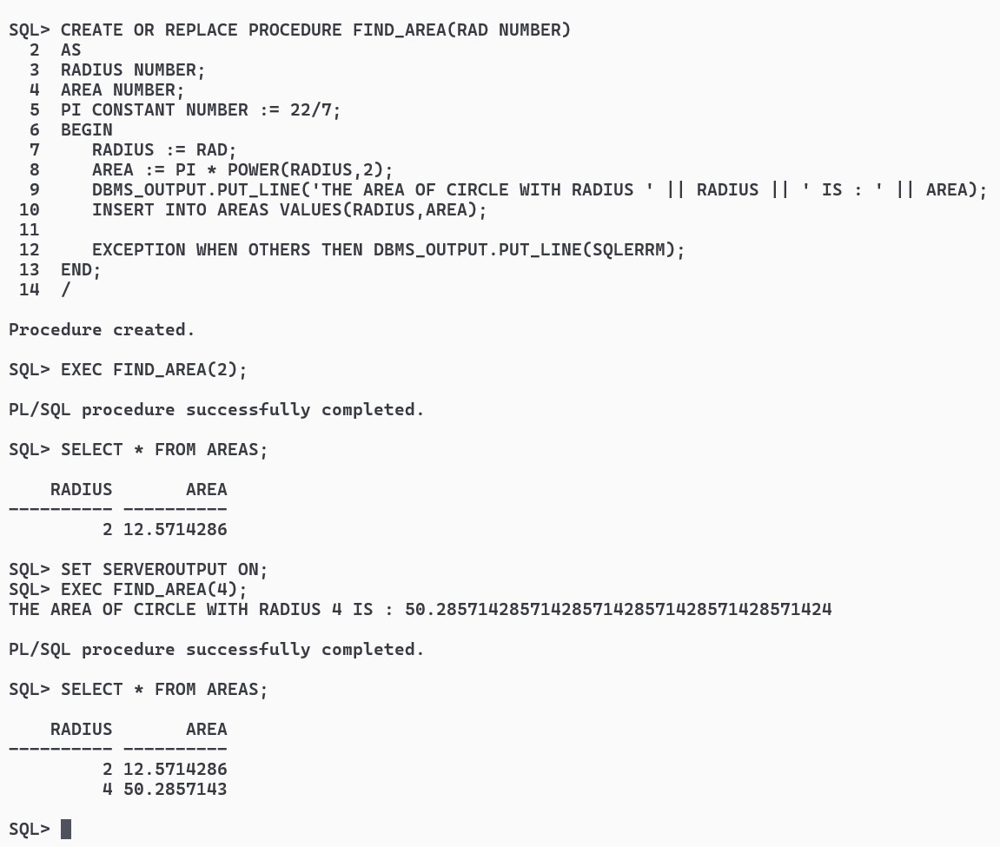 SQL> CREATE OR REPLACE PROCEDURE FIND_AREA(RAD NUMBER)
  2  AS
  3  RADIUS NUMBER;
  4  AREA NUMBER;
  5  PI CONSTANT NUMBER := 22/7;
  6  BEGIN
  7     RADIUS := RAD;
  8     AREA := PI * POWER(RADIUS,2);
  9     DBMS_OUTPUT.PUT_LINE('THE AREA OF CIRCLE WITH RADIUS ' || RADIUS || ' IS : ' || AREA);
 10     INSERT INTO AREAS VALUES(RADIUS,AREA);
 11
 12     EXCEPTION WHEN OTHERS THEN DBMS_OUTPUT.PUT_LINE(SQLERRM);
 13  END;
 14  /
Procedure created.
SQL> EXEC FIND_AREA(2);
PL/SQL procedure successfully completed.
SQL> SELECT * FROM AREAS;
    RADIUS       AREA
---------- ----------
         2 12.5714286
SQL> SET SERVEROUTPUT ON;
SQL> EXEC FIND_AREA(4);
THE AREA OF CIRCLE WITH RADIUS 4 IS : 50.28571428571428571428571428571428571424
PL/SQL procedure successfully completed.
SQL> SELECT * FROM AREAS;
    RADIUS       AREA
---------- ----------
         2 12.5714286
         4 50.2857143
SQL>